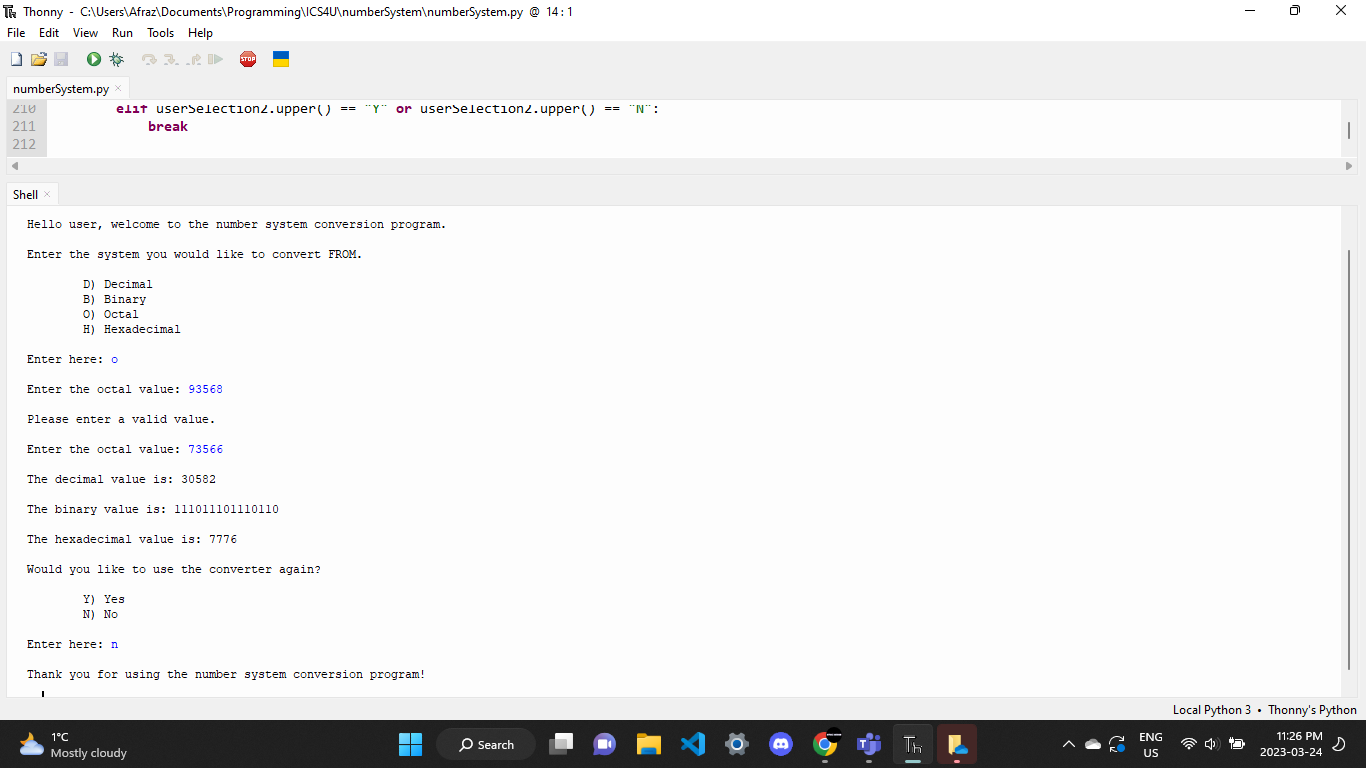 Thonny - C:\Users\Afraz\Documents\Programming\ICS4U\numberSystem\numberSystem.py @ 14 : 1
File Edit View Run Tools Help
STOP
numberSystem.py ×
210 elif userSelection2.upper() == "Y" or userSelection2.upper() == "N":
211 break
212
Shell ×
Hello user, welcome to the number system conversion program.
Enter the system you would like to convert FROM.
D) Decimal
B) Binary
O) Octal
H) Hexadecimal
Enter here: o
Enter the octal value: 93568
Please enter a valid value.
Enter the octal value: 73566
The decimal value is: 30582
The binary value is: 111011101110110
The hexadecimal value is: 7776
Would you like to use the converter again?
Y) Yes
N) No
Enter here: n
Thank you for using the number system conversion program!
Local Python 3 • Thonny's Python
1°C
Mostly cloudy
Search
Th
ENG
US
11:26 PM
2023-03-24